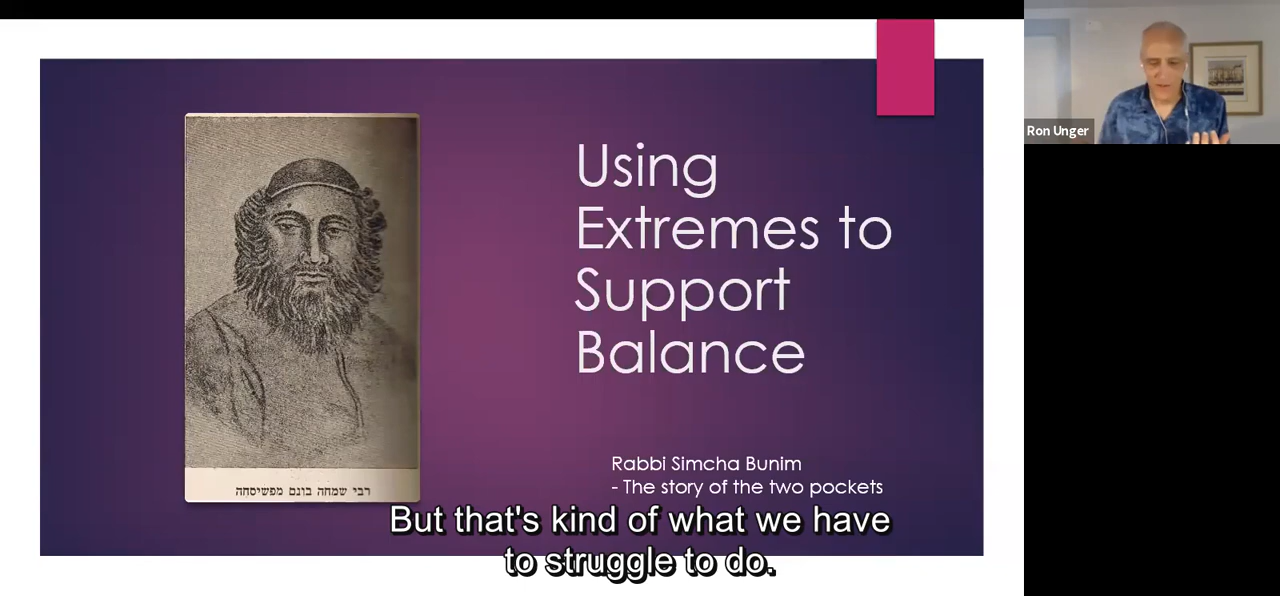 Using
Extremes to
Support
Balance
Rabbi Simcha Bunim
- The story of the two pockets
רבי שמחה בונם מפשיסחה
But that's kind of what we have
to struggle to do.
Ron Unger